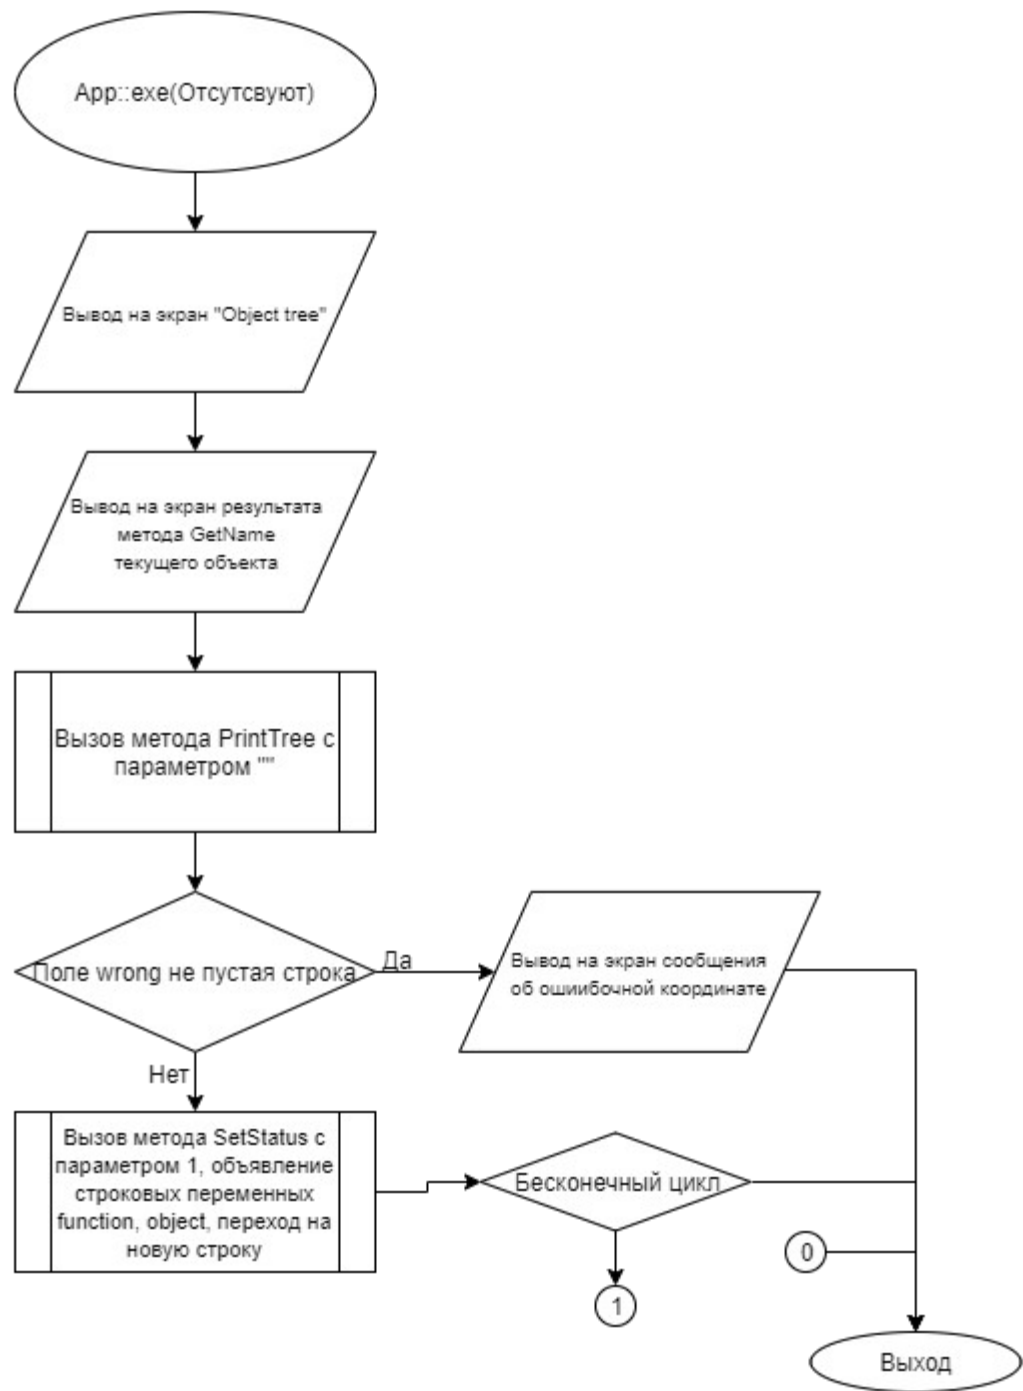 App::exe(Отсутсвуют)
Вывод на экран "Object tree"
Вывод на экран результата
метода GetName
текущего объекта
Вызов метода PrintTree с
параметром ""
Поле wrong не пустая строка
Да
Вывод на экран сообщения
об ошиибочной координате
Нет
Вызов метода SetStatus с
параметром 1, объявление
строковых переменных
function, object, переход на
новую строку
Бесконечный цикл
0
1
Выход